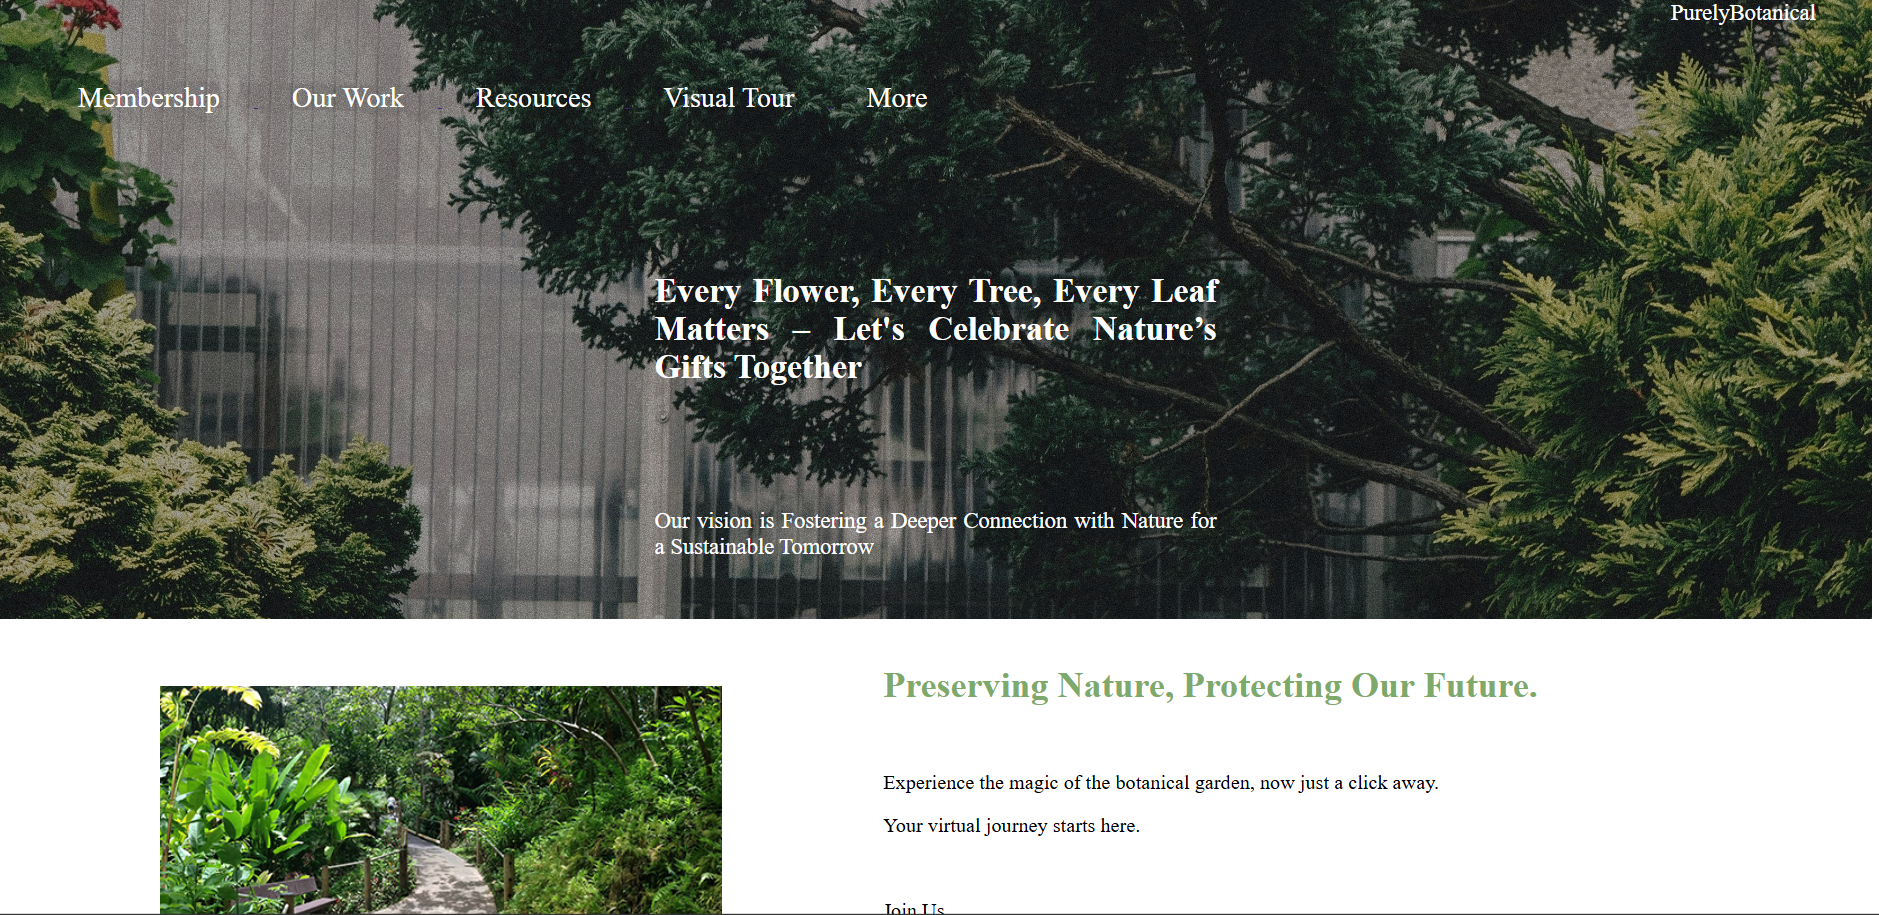 PurelyBotanical
Membership Our Work Resources Visual Tour More
Every Flower, Every Tree, Every Leaf
Matters – Let's Celebrate Nature’s
Gifts Together
Our vision is Fostering a Deeper Connection with Nature for
a Sustainable Tomorrow
Preserving Nature, Protecting Our Future.
Experience the magic of the botanical garden, now just a click away.
Your virtual journey starts here.
Join Us